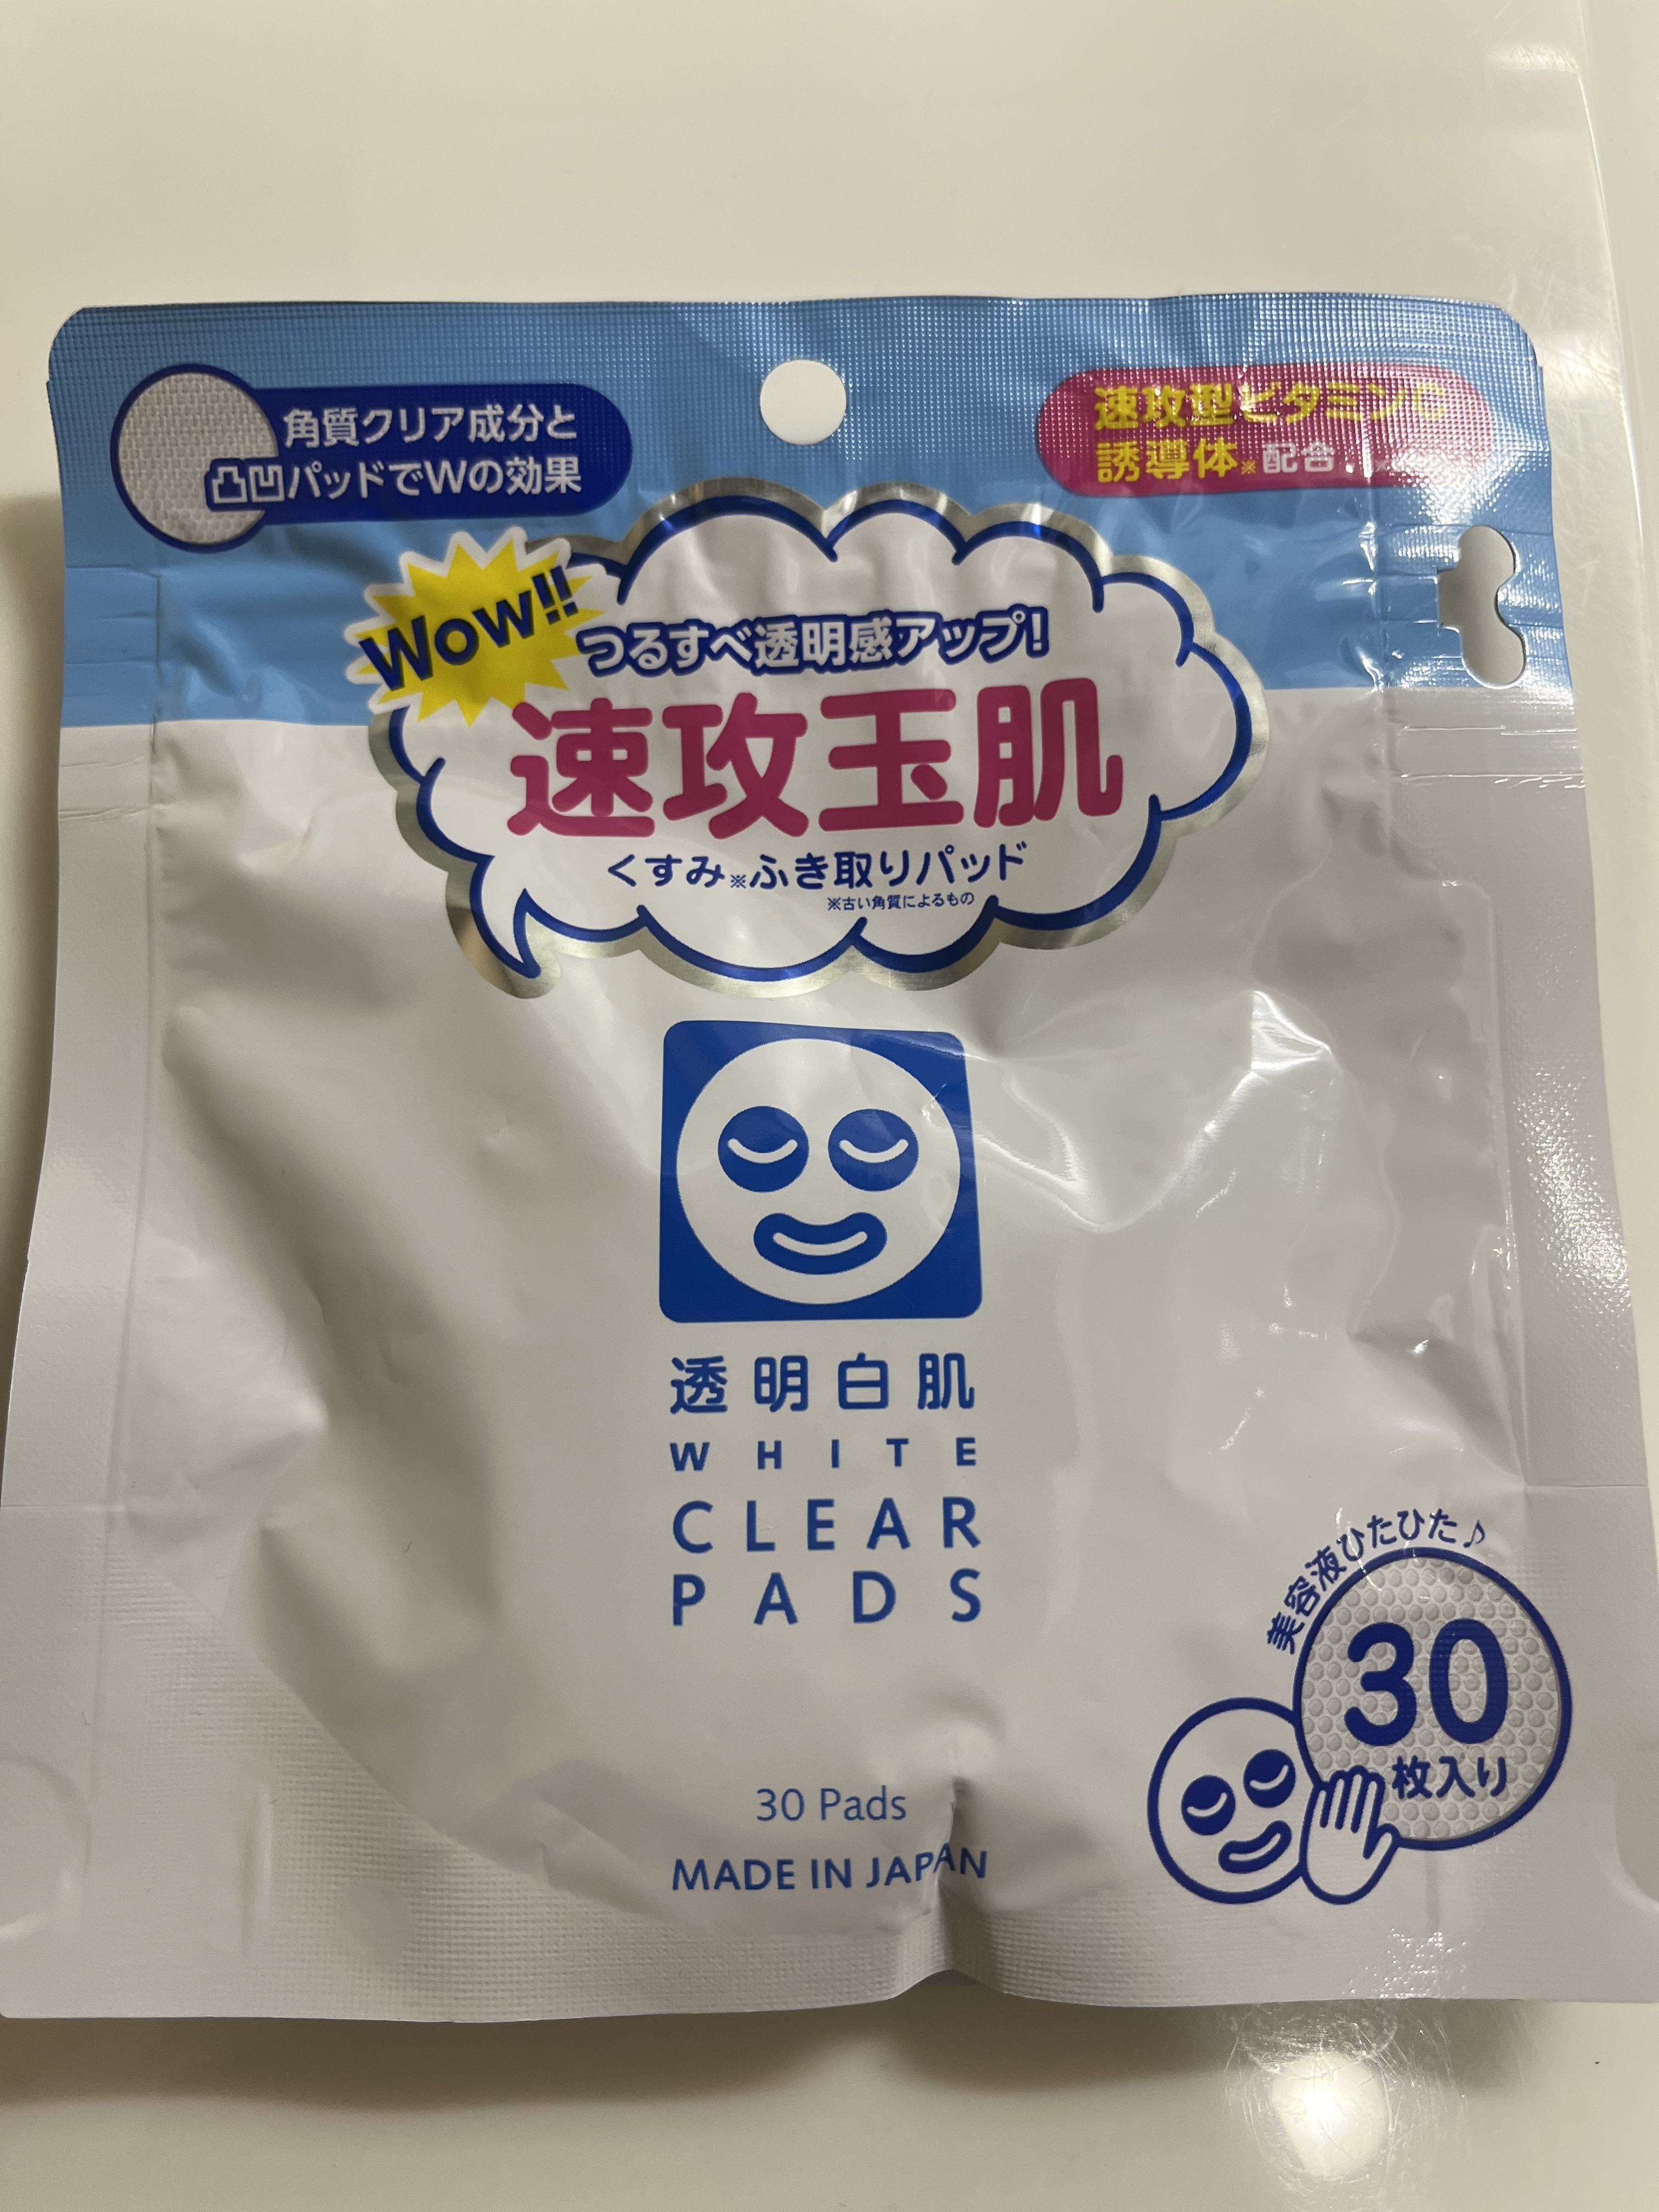 角質クリア成分と
凸凹パッドでWの効果
速攻型ビタミンC
誘導体※配合
Wow!!
つるすべ透明感アップ!
速攻玉肌
くすみ※ふき取りパッド
※古い角質によるもの
透明白肌
WHITE
CLEAR
PADS
美容液ひたひた♪
30
枚入り
30 Pads
MADE IN JAPAN